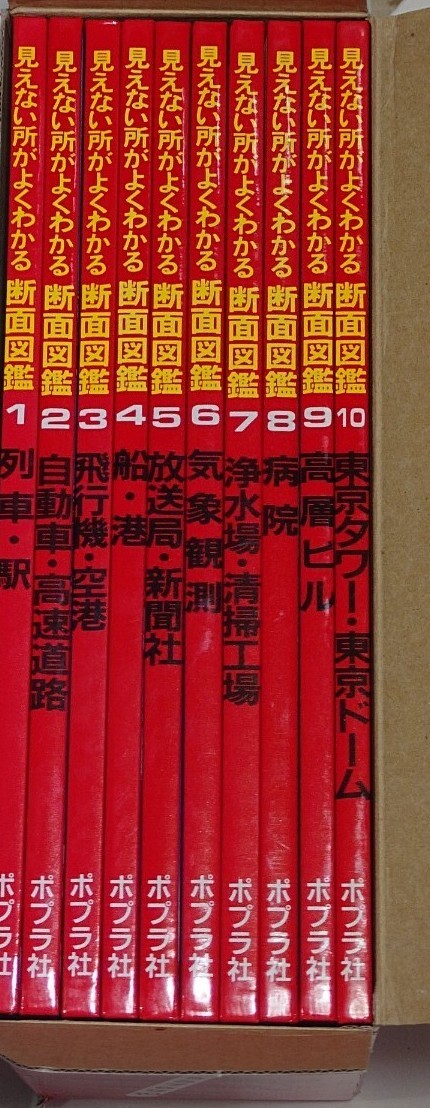 見えない所がよくわかる 断面図鑑 1 列車・駅 ポプラ社
見えない所がよくわかる 断面図鑑 2 自動車・高速道路 ポプラ社
見えない所がよくわかる 断面図鑑 3 飛行機・空港 ポプラ社
見えない所がよくわかる 断面図鑑 4 船・港 ポプラ社
見えない所がよくわかる 断面図鑑 5 放送局・新聞社 ポプラ社
見えない所がよくわかる 断面図鑑 6 気象観測 ポプラ社
見えない所がよくわかる 断面図鑑 7 浄水場・清掃工場 ポプラ社
見えない所がよくわかる 断面図鑑 8 病院 ポプラ社
見えない所がよくわかる 断面図鑑 9 高層ビル ポプラ社
見えない所がよくわかる 断面図鑑 10 東京タワー・東京ドーム ポプラ社